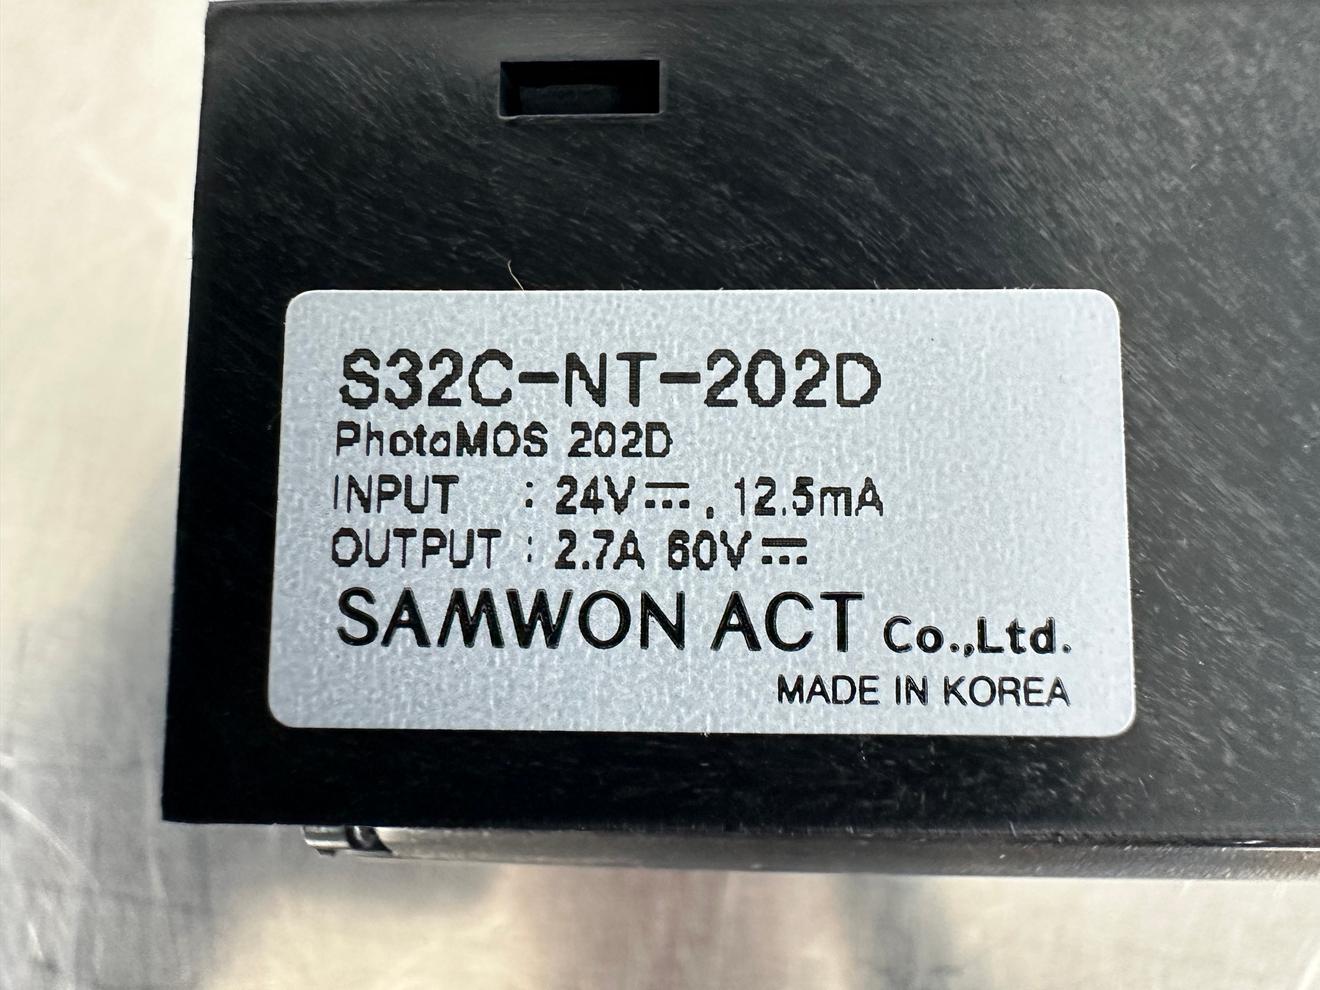 S32C-NT-202D
PhotoMOS 202D
INPUT : 24V⎓, 12.5mA
OUTPUT : 2.7A 60V⎓
SAMWON ACT Co.,Ltd.
MADE IN KOREA